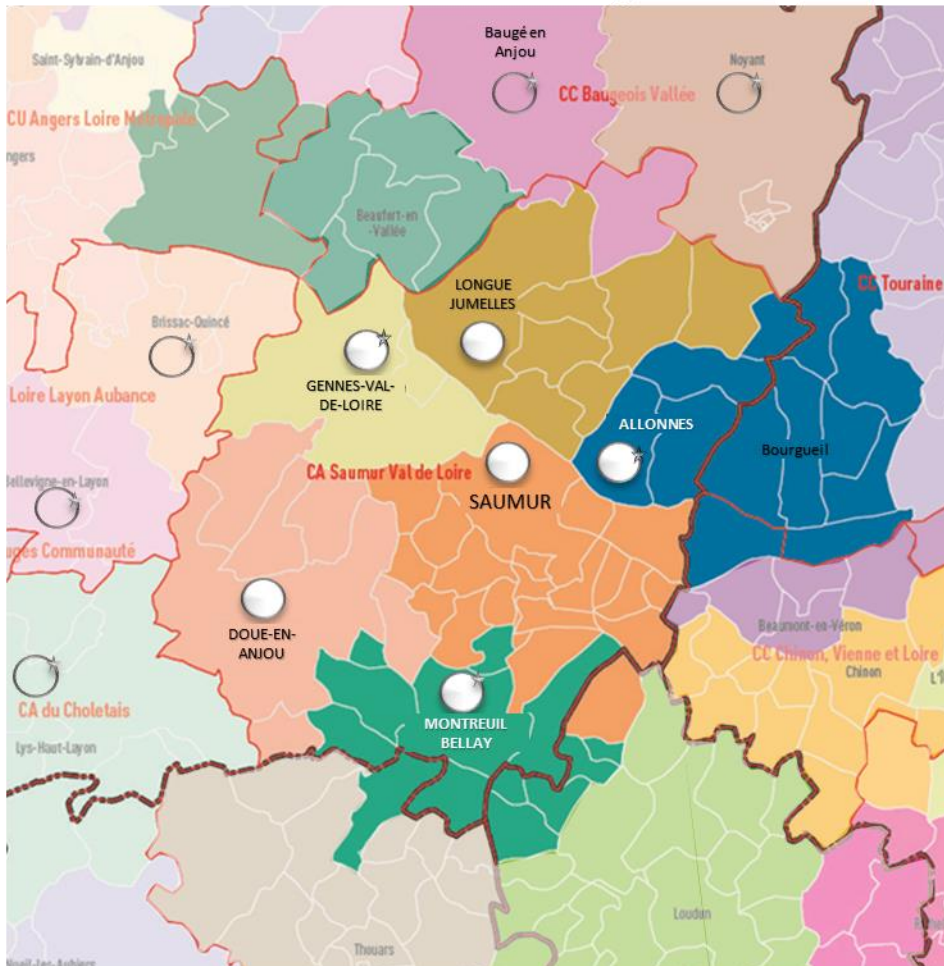 Baugé en
Anjou
Noyant
Saint-Sylvain-d'Anjou
CC Baugeois Vallée
CU Angers Loire Métropole
ngers
Beaufort-en
-Vallée
CC Touraine
LONGUE
JUMELLES
Brissac-Quincé
GENNES-VAL-
DE-LOIRE
Loire Layon Aubance
ALLONNES
Bourgueil
CA Saumur Val de Loire
Bellevigne-en-Layon
SAUMUR
uges Communauté
DOUE-EN-
ANJOU
Beaumont-en-Véron
CC Chinon, Vienne et Loire
Chinon
L'I
CA du Choletais
MONTREUIL
BELLAY
Lys-Haut-Layon
Loudun
Thouars